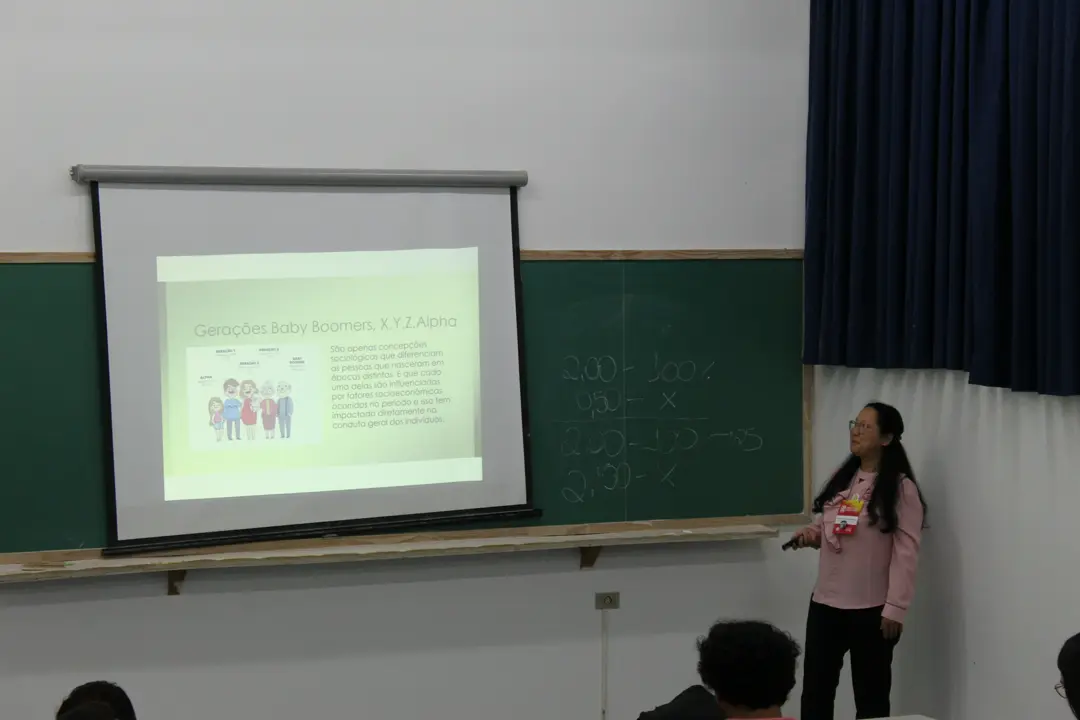 Gerações Baby Boomers, X,Y,Z,Alpha
São apenas concepções
sociológicas que diferenciam
as pessoas que nasceram em
épocas distintas. É que cada
uma delas são influenciadas
por fatores socioeconômicos
ocorridos no período e isso tem
impactado diretamente na
conduta geral dos indivíduos.
2,00 - 100%
0,50 - X
2,00 - 100
2,50 - X